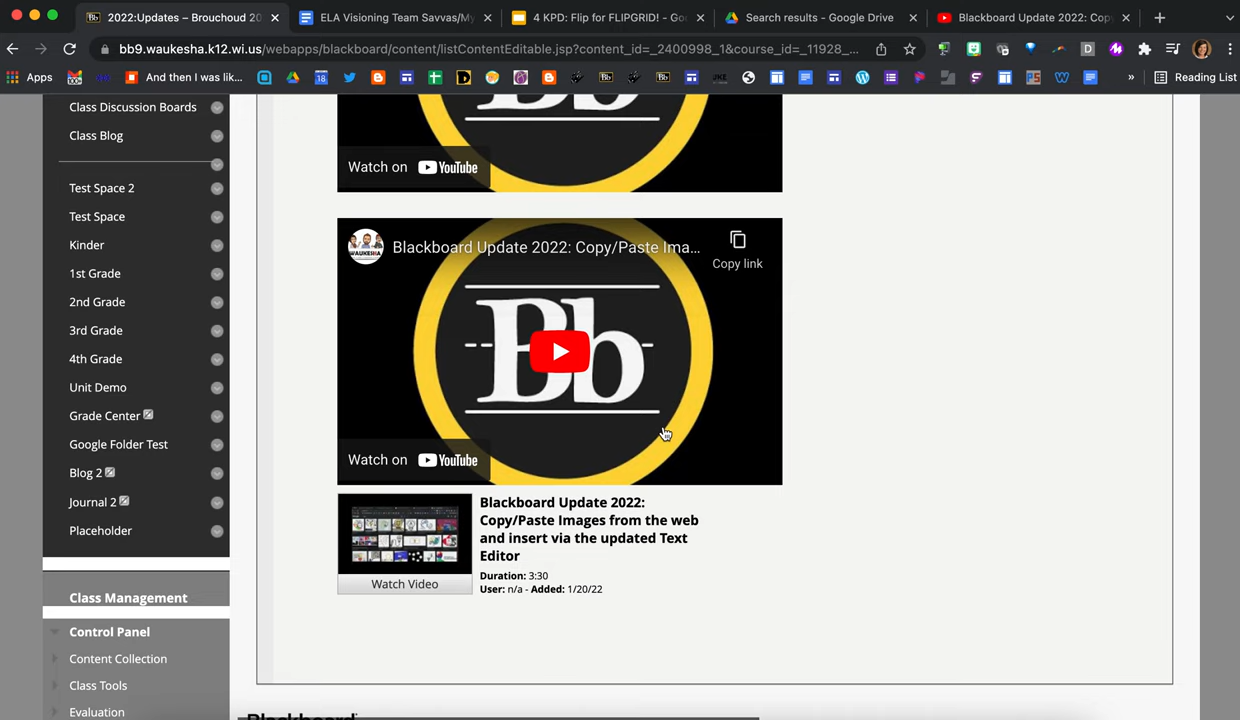 2022:Updates – Brouchoud 20
ELA Visioning Team Savvas/My
4 KPD: Flip for FLIPGRID! - Go
Search results - Google Drive
Blackboard Update 2022: Cop
bb9.waukesha.k12.wi.us/webapps/blackboard/content/listContentEditable.jsp?content_id=_2400998_1&course_id=_11928_...
Apps
And then I was lik...
Reading List
Class Discussion Boards
Class Blog
Test Space 2
Test Space
Kinder
1st Grade
2nd Grade
3rd Grade
4th Grade
Unit Demo
Grade Center
Google Folder Test
Blog 2
Journal 2
Placeholder
Class Management
Control Panel
Content Collection
Class Tools
Evaluation
Watch on YouTube
WAUKESHA
Blackboard Update 2022: Copy/Paste Ima...
Copy link
Bb
Watch on YouTube
Watch Video
Blackboard Update 2022:
Copy/Paste Images from the web
and insert via the updated Text
Editor
Duration: 3:30
User: n/a - Added: 1/20/22
Blackboard